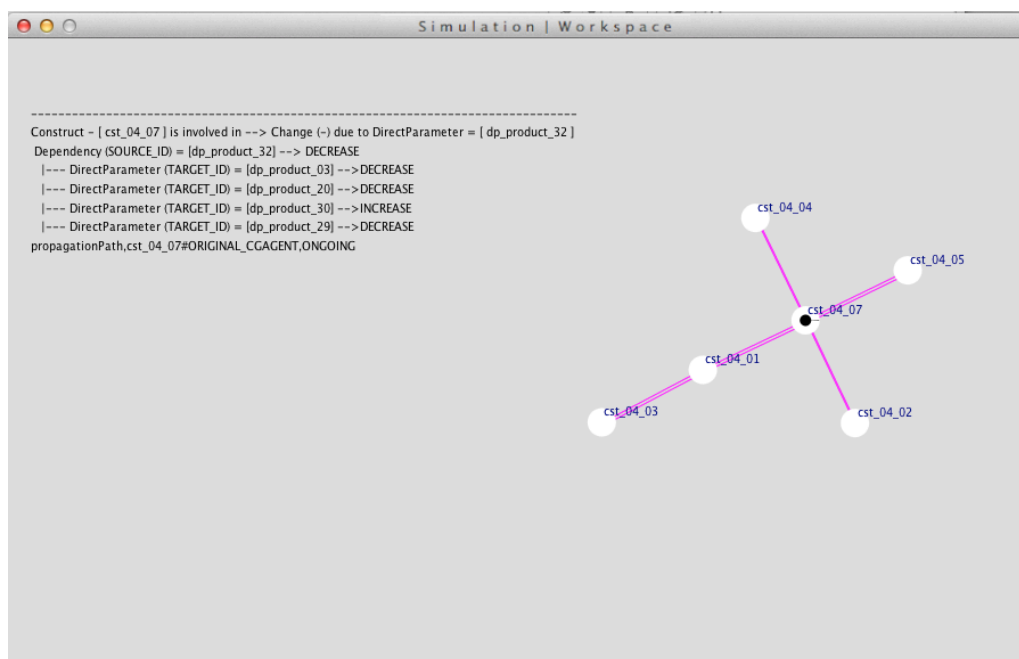 Simulation | Workspace
--------------------------------------------------------------------------------
Construct - [ cst_04_07 ] is involved in --> Change (-) due to DirectParameter = [ dp_product_32 ]
Dependency (SOURCE_ID) = [dp_product_32] --> DECREASE
|--- DirectParameter (TARGET_ID) = [dp_product_03] -->DECREASE
|--- DirectParameter (TARGET_ID) = [dp_product_20] -->DECREASE
|--- DirectParameter (TARGET_ID) = [dp_product_30] -->INCREASE
|--- DirectParameter (TARGET_ID) = [dp_product_29] -->DECREASE
propagationPath,cst_04_07#ORIGINAL_CGAGENT,ONGOING
cst_04_04
cst_04_05
cst_04_07
cst_04_01
cst_04_03
cst_04_02